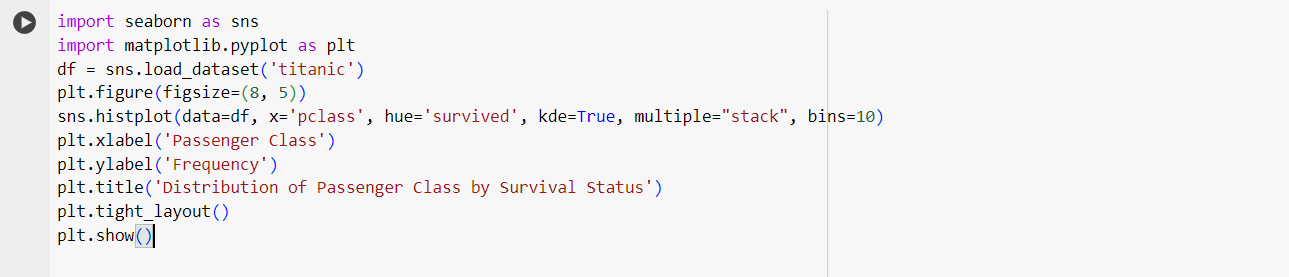 import seaborn as sns
import matplotlib.pyplot as plt
df = sns.load_dataset('titanic')
plt.figure(figsize=(8, 5))
sns.histplot(data=df, x='pclass', hue='survived', kde=True, multiple="stack", bins=10)
plt.xlabel('Passenger Class')
plt.ylabel('Frequency')
plt.title('Distribution of Passenger Class by Survival Status')
plt.tight_layout()
plt.show()